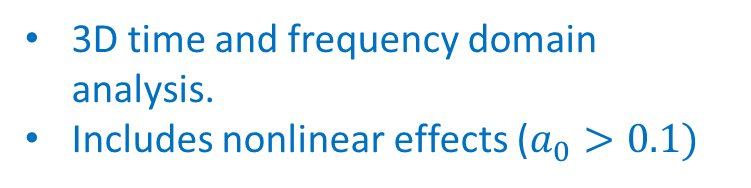 • 3D time and frequency domain
analysis.
• Includes nonlinear effects (𝑎₀ > 0.1)